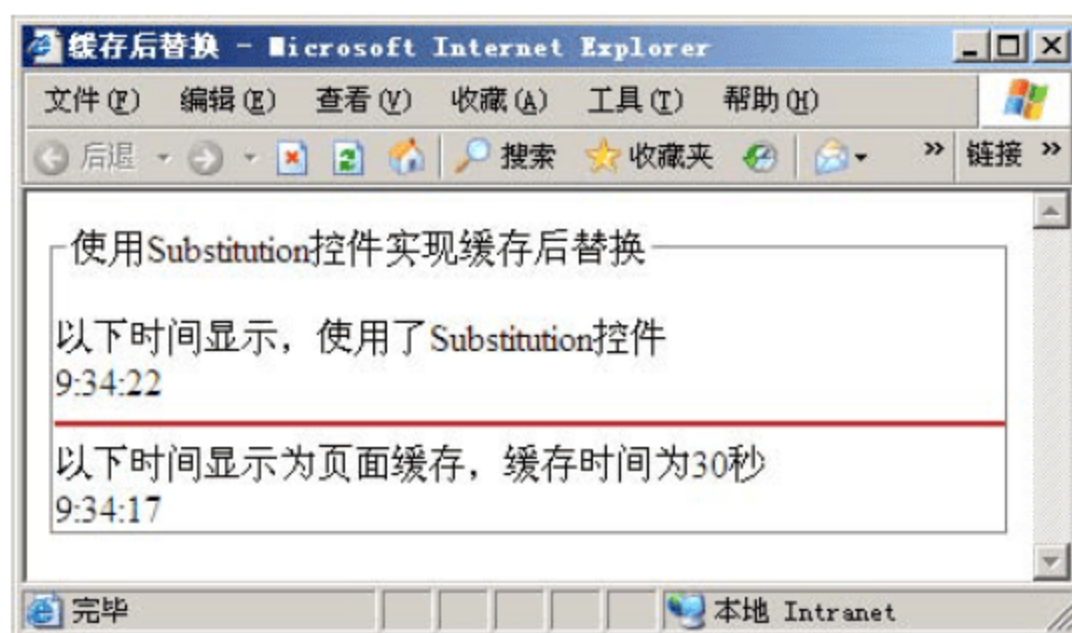 缓存后替换 - Microsoft Internet Explorer
文件(F) 编辑(E) 查看(V) 收藏(A) 工具(T) 帮助(H)
后退 搜索 收藏夹 » 链接 »
使用Substitution控件实现缓存后替换
以下时间显示，使用了Substitution控件
9:34:22
以下时间显示为页面缓存，缓存时间为30秒
9:34:17
完毕 本地 Intranet